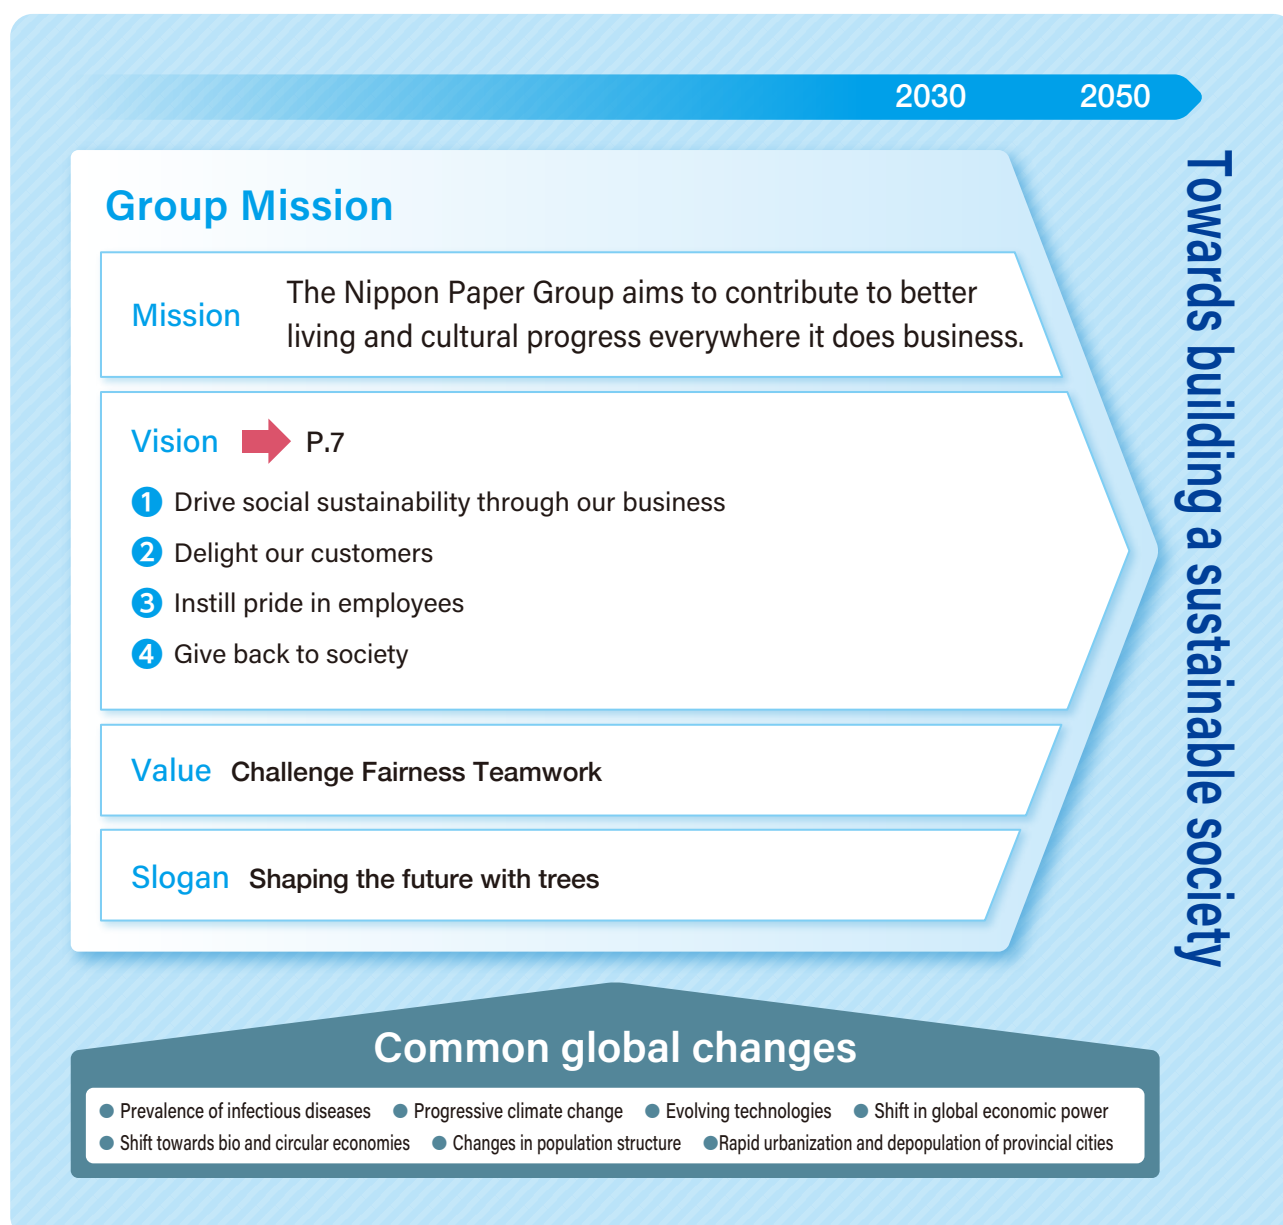 2030 2050
Towards building a sustainable society
Group Mission
Mission
The Nippon Paper Group aims to contribute to better
living and cultural progress everywhere it does business.
Vision P.7
1 Drive social sustainability through our business
2 Delight our customers
3 Instill pride in employees
4 Give back to society
Value Challenge Fairness Teamwork
Slogan Shaping the future with trees
Common global changes
● Prevalence of infectious diseases ● Progressive climate change ● Evolving technologies ● Shift in global economic power
● Shift towards bio and circular economies ● Changes in population structure ●Rapid urbanization and depopulation of provincial cities